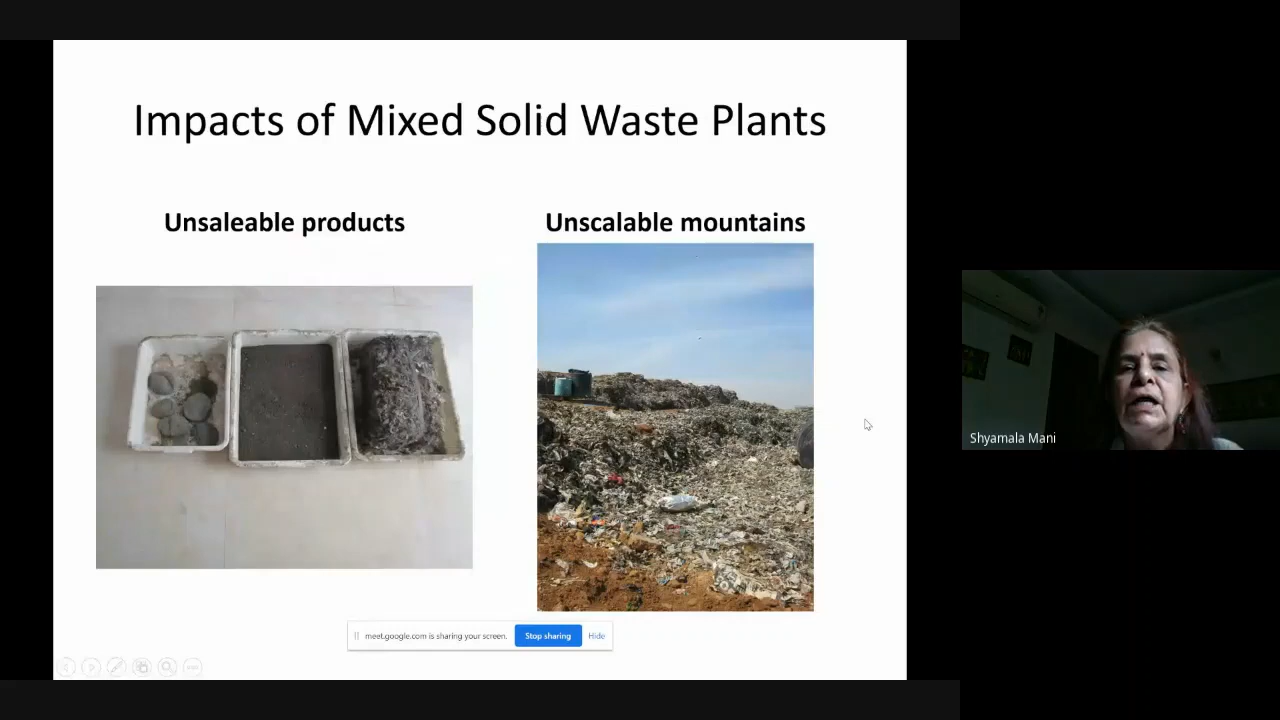 Impacts of Mixed Solid Waste Plants
Unsaleable products
Unscalable mountains
meet.google.com is sharing your screen.
Stop sharing
Hide
Shyamala Mani